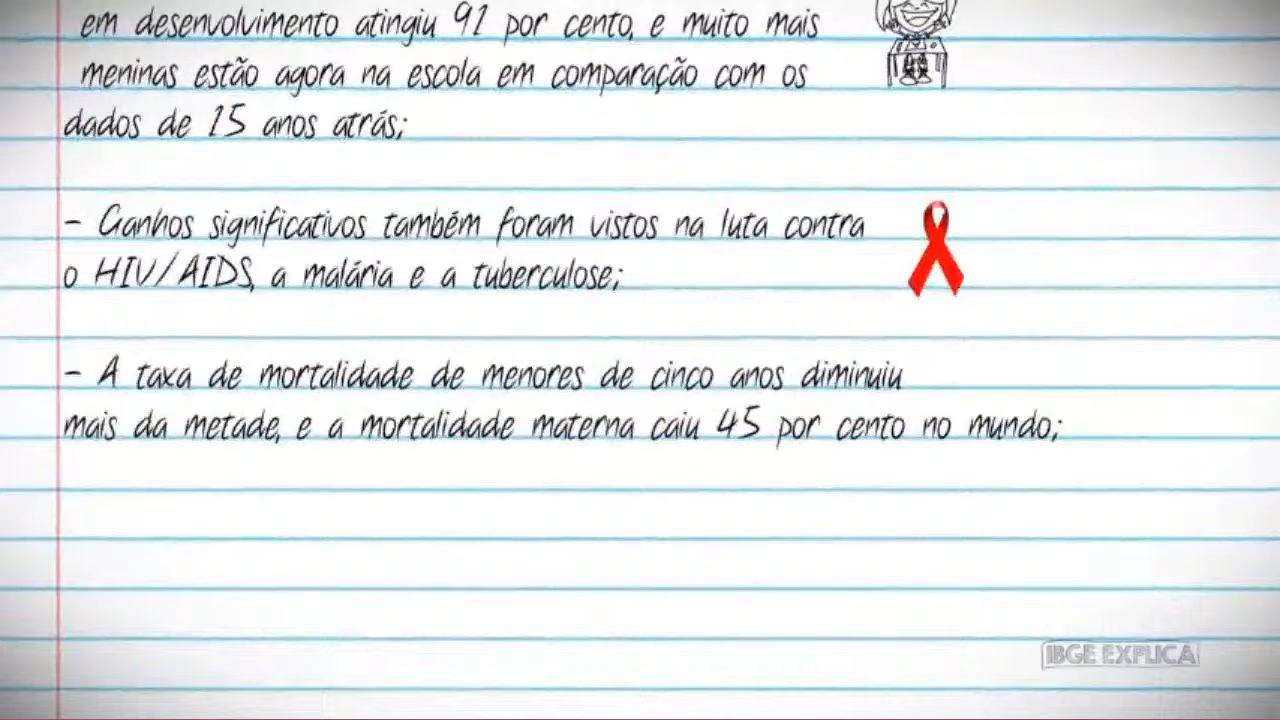 em desenvolvimento atingiu 91 por cento, e muito mais
meninas estão agora na escola em comparação com os
dados de 15 anos atrás;
- Ganhos significativos também foram vistos na luta contra
o HIV/AIDS, a malária e a tuberculose;
- A taxa de mortalidade de menores de cinco anos diminuiu
mais da metade, e a mortalidade materna caiu 45 por cento no mundo;
IBGE EXPLICA